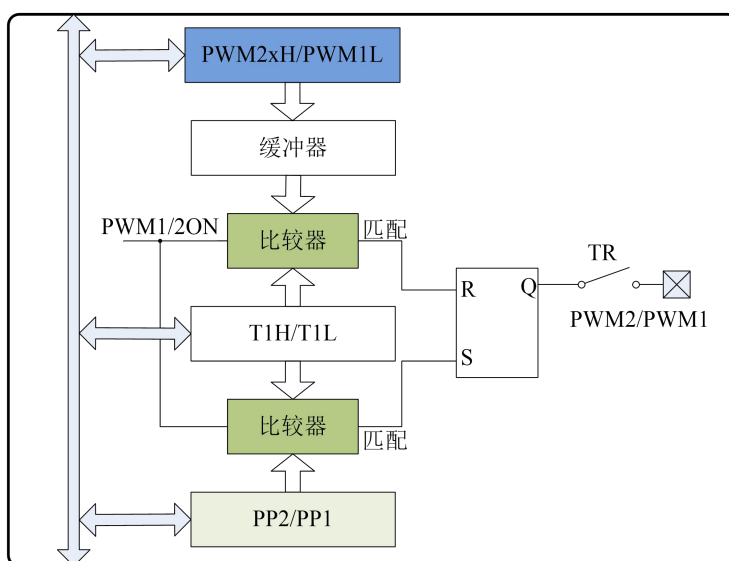 PWM2xH/PWM1L
缓冲器
PWM1/2ON
比较器
匹配
R
Q
TR
PWM2/PWM1
T1H/T1L
S
比较器
匹配
PP2/PP1